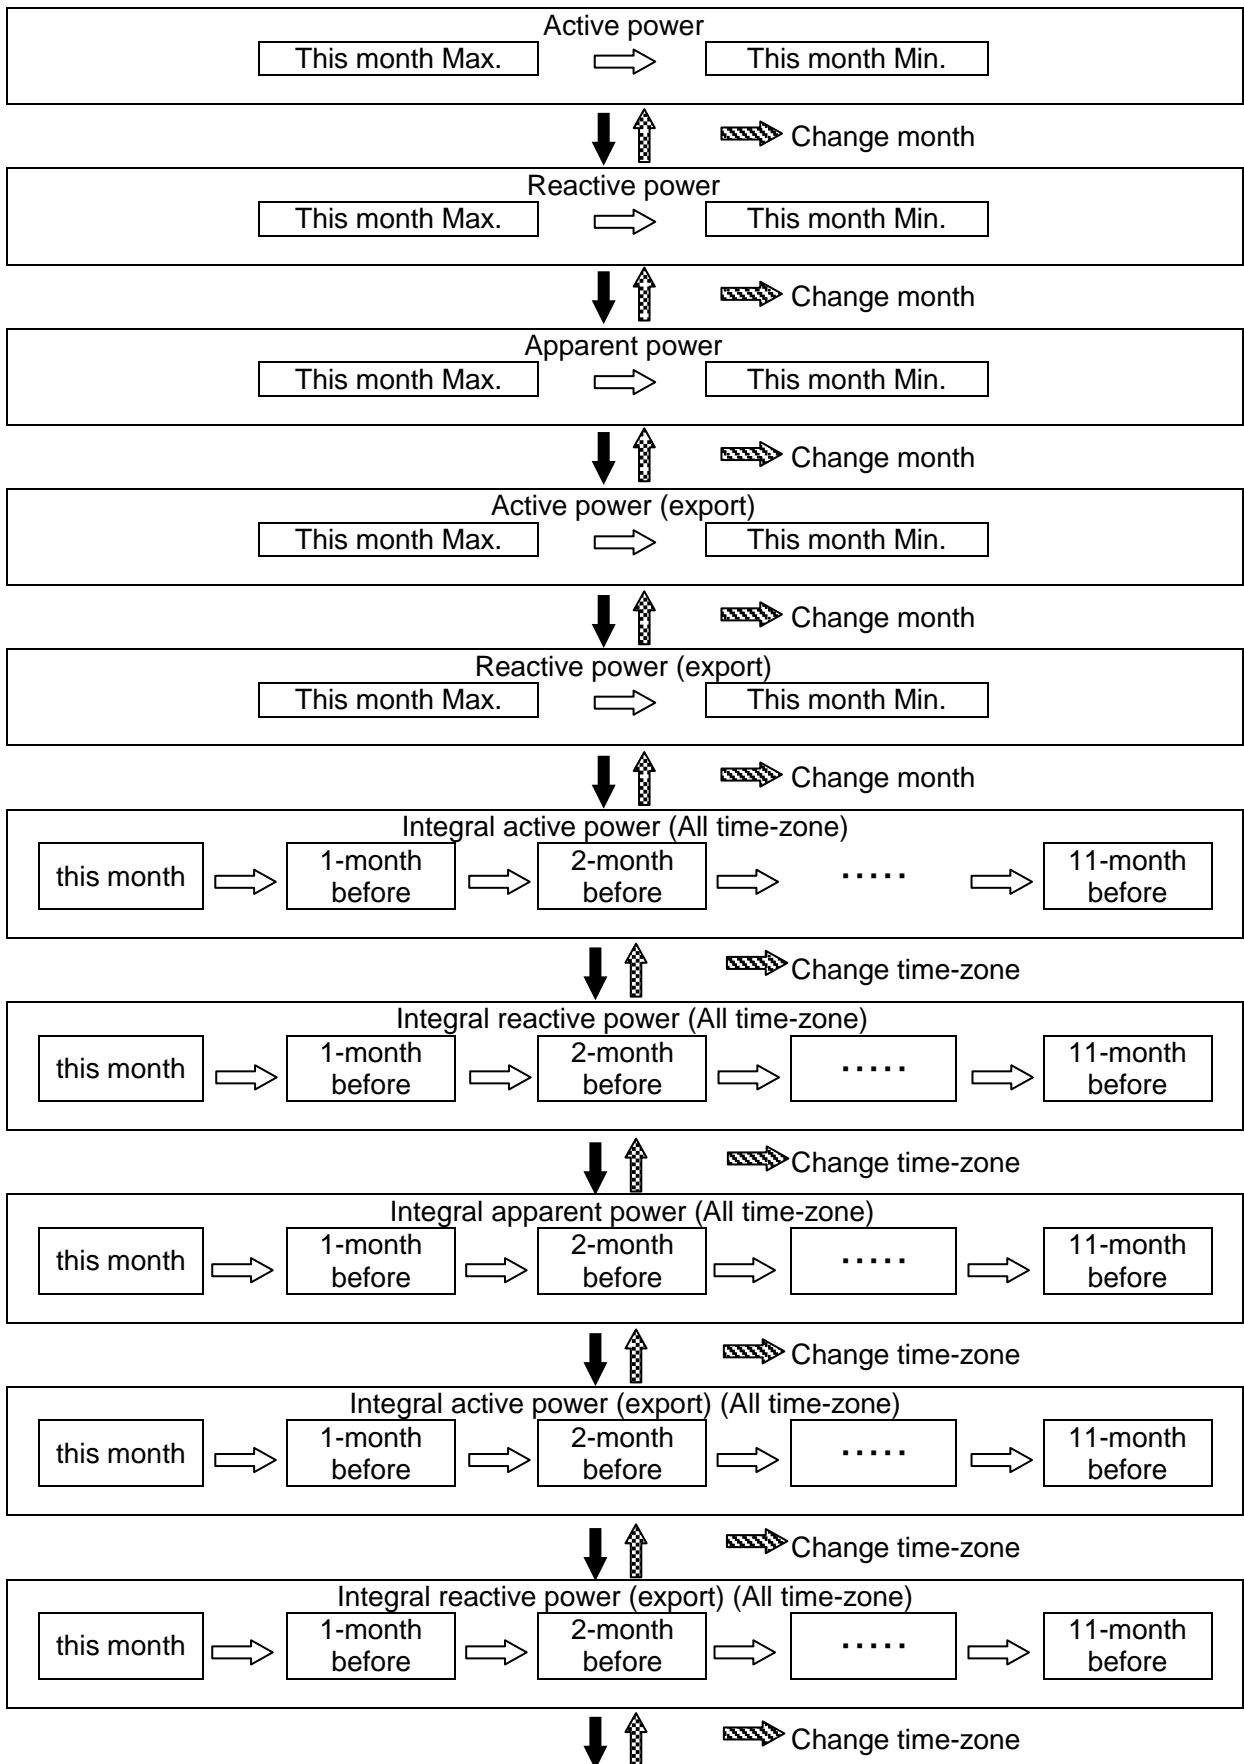 Active power
This month Max. This month Min.
Change month
Reactive power
This month Max. This month Min.
Change month
Apparent power
This month Max. This month Min.
Change month
Active power (export)
This month Max. This month Min.
Change month
Reactive power (export)
This month Max. This month Min.
Change month
Integral active power (All time-zone)
this month
1-month
before
2-month
before
·····
11-month
before
Change time-zone
Integral reactive power (All time-zone)
this month
1-month
before
2-month
before
·····
11-month
before
Change time-zone
Integral apparent power (All time-zone)
this month
1-month
before
2-month
before
·····
11-month
before
Change time-zone
Integral active power (export) (All time-zone)
this month
1-month
before
2-month
before
·····
11-month
before
Change time-zone
Integral reactive power (export) (All time-zone)
this month
1-month
before
2-month
before
·····
11-month
before
Change time-zone